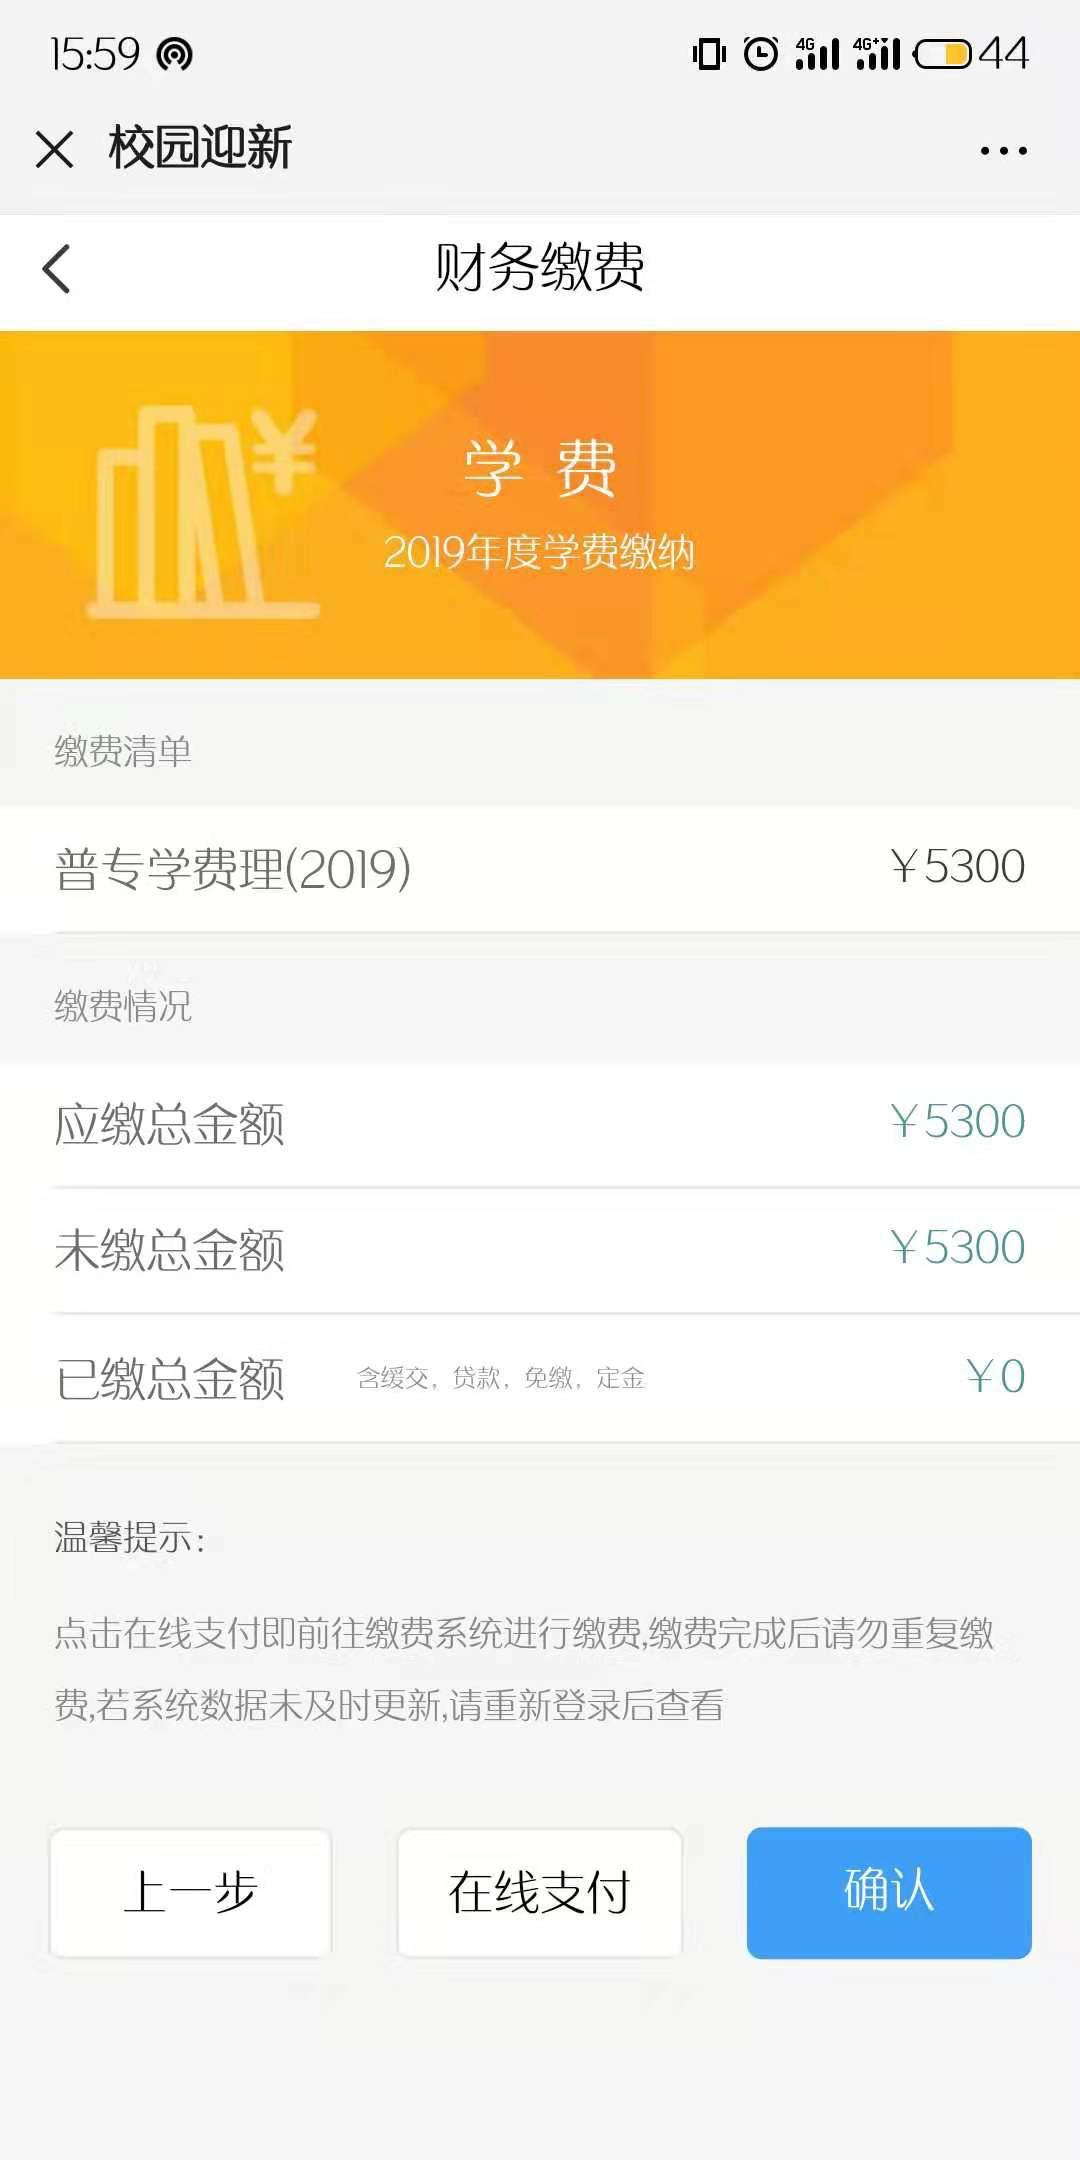 15:59 4G 4G+ 44
校园迎新
财务缴费
¥
学 费
2019年度学费缴纳
缴费清单
普专学费理(2019) ¥5300
缴费情况
应缴总金额 ¥5300
未缴总金额 ¥5300
已缴总金额 含缓交，贷款，免缴，定金 ¥0
温馨提示：
点击在线支付即前往缴费系统进行缴费,缴费完成后请勿重复缴
费,若系统数据未及时更新,请重新登录后查看
上一步 在线支付 确认